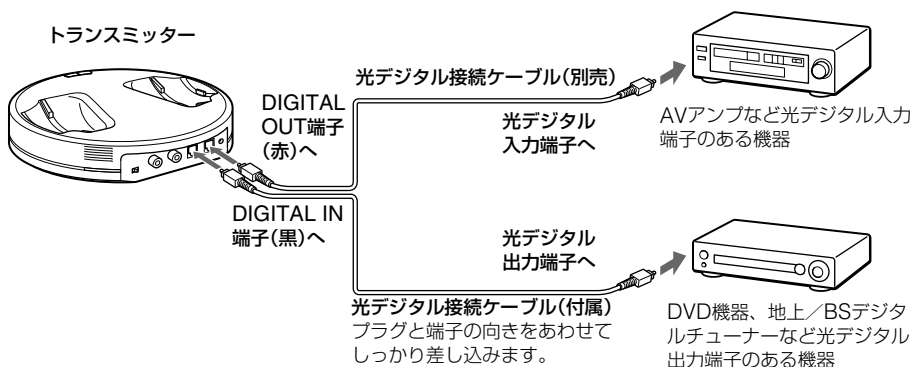 トランスミッター
光デジタル接続ケーブル(別売)
DIGITAL
OUT端子
(赤)へ
光デジタル
入力端子へ
AVアンプなど光デジタル入力
端子のある機器
DIGITAL IN
端子(黒)へ
光デジタル
出力端子へ
光デジタル接続ケーブル(付属)
プラグと端子の向きをあわせて
しっかり差し込みます。
DVD機器、地上/BSデジタ
ルチューナーなど光デジタル
出力端子のある機器